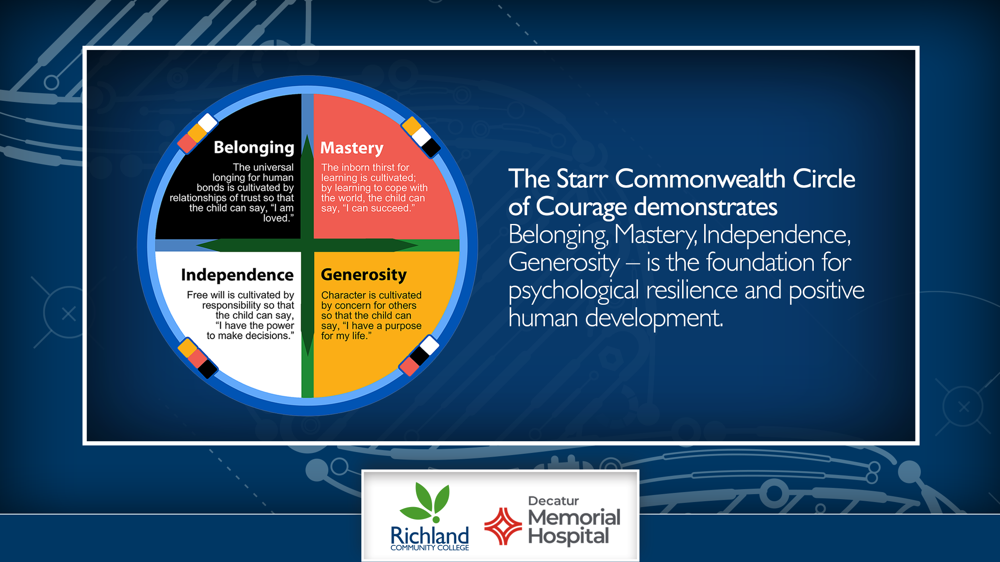 Belonging
The universal
longing for human
bonds is cultivated by
relationships of trust so that
the child can say, “I am
loved.”
Mastery
The inborn thirst for
learning is cultivated;
by learning to cope with
the world, the child can
say, “I can succeed.”
Independence
Free will is cultivated by
responsibility so that
the child can say,
“I have the power
to make decisions.”
Generosity
Character is cultivated
by concern for others
so that the child can
say, “I have a purpose
for my life.”
The Starr Commonwealth Circle
of Courage demonstrates
Belonging, Mastery, Independence,
Generosity – is the foundation for
psychological resilience and positive
human development.
Richland
COMMUNITY COLLEGE
Decatur
Memorial
Hospital